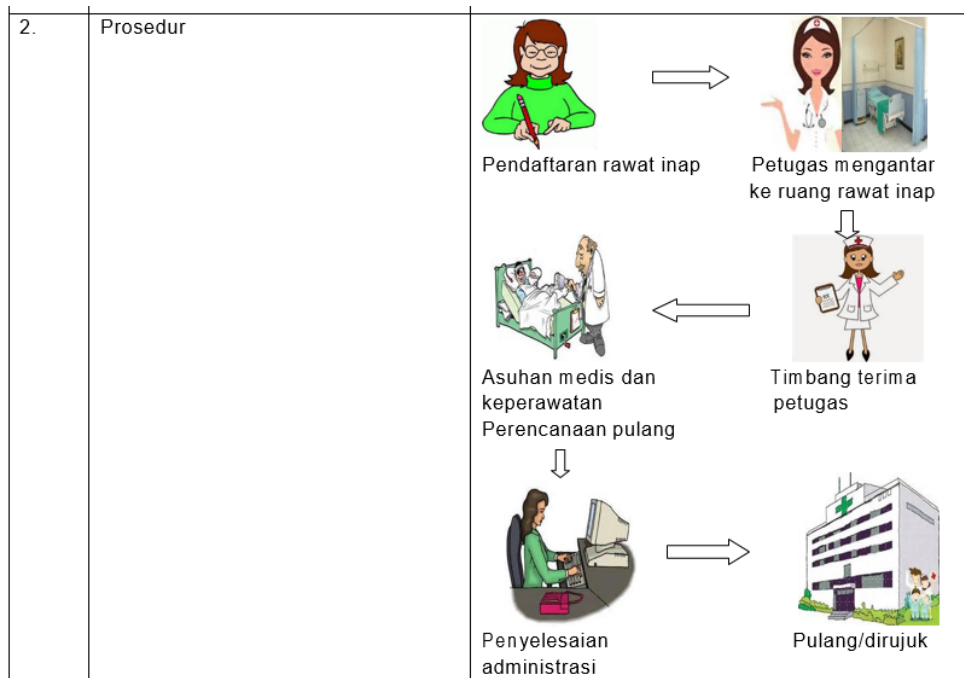 2.
Prosedur
Pendaftaran rawat inap
Petugas mengantar
ke ruang rawat inap
Timbang terima
petugas
Asuhan medis dan
keperawatan
Perencanaan pulang
Penyelesaian
administrasi
Pulang/dirujuk